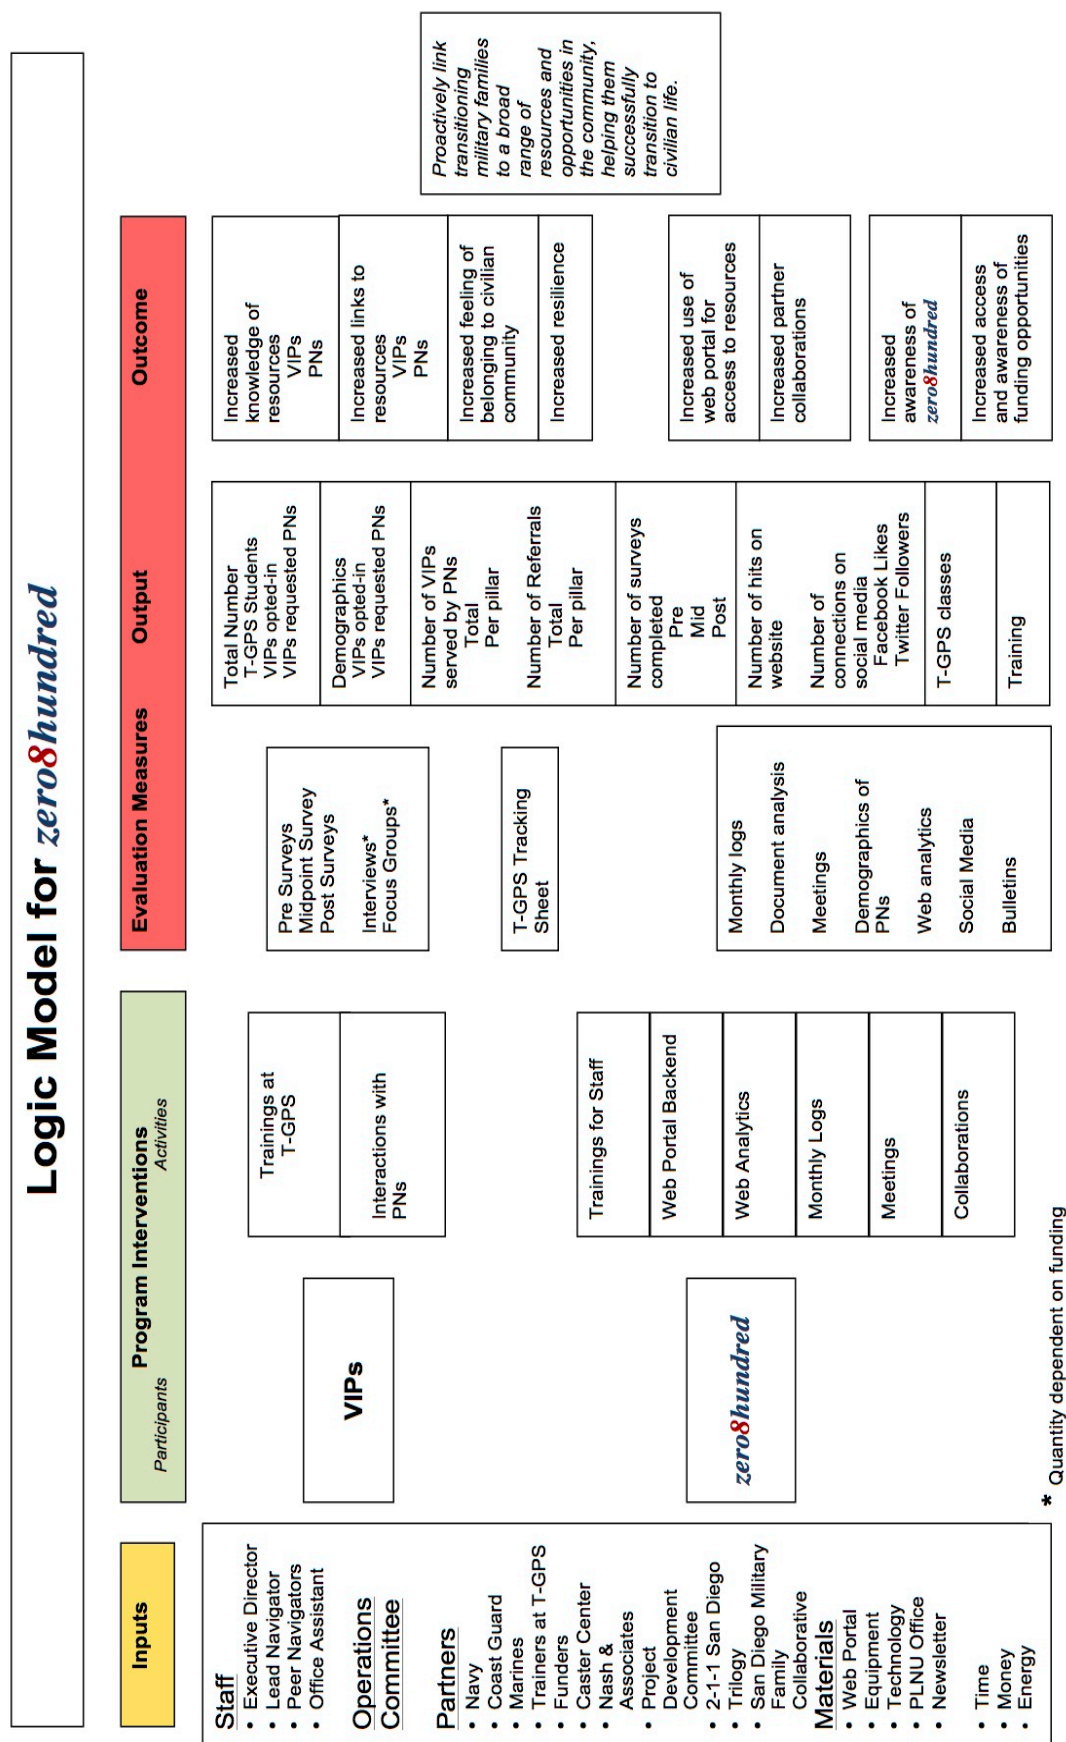 Logic Model for zero8hundred
Inputs
Staff
• Executive Director
• Lead Navigator
• Peer Navigators
• Office Assistant
Operations
Committee
Partners
• Navy
• Coast Guard
• Marines
• Trainers at T-GPS
• Funders
• Caster Center
• Nash &
Associates
• Project
Development
Committee
• 2-1-1 San Diego
• Trilogy
• San Diego Military
Family
Collaborative
Materials
• Web Portal
• Equipment
• Technology
• PLNU Office
• Newsletter
• Time
• Money
• Energy
Program Interventions
Participants
Activities
VIPs
zero8hundred
Trainings at
T-GPS
Interactions with
PNs
Trainings for Staff
Web Portal Backend
Web Analytics
Monthly Logs
Meetings
Collaborations
Evaluation Measures
Output
Outcome
Pre Surveys
Midpoint Survey
Post Surveys
Interviews*
Focus Groups*
T-GPS Tracking
Sheet
Monthly logs
Document analysis
Meetings
Demographics of
PNs
Web analytics
Social Media
Bulletins
Total Number
T-GPS Students
VIPs opted-in
VIPs requested PNs
Demographics
VIPs opted-in
VIPs requested PNs
Number of VIPs
served by PNs
Total
Per pillar
Number of Referrals
Total
Per pillar
Number of surveys
completed
Pre
Mid
Post
Number of hits on
website
Number of
connections on
social media
Facebook Likes
Twitter Followers
T-GPS classes
Training
Increased
knowledge of
resources
VIPs
PNs
Increased links to
resources
VIPs
PNs
Increased feeling of
belonging to civilian
community
Increased resilience
Increased use of
web portal for
access to resources
Increased partner
collaborations
Increased
awareness of
zero8hundred
Increased access
and awareness of
funding opportunities
Proactively link
transitioning
military families
to a broad
range of
resources and
opportunities in
the community,
helping them
successfully
transition to
civilian life.
* Quantity dependent on funding